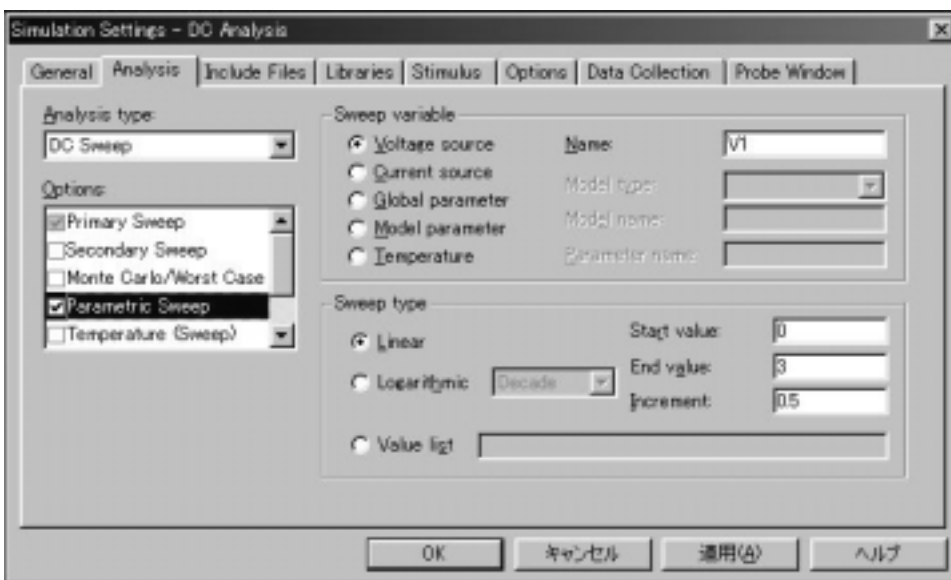 Simulation Settings - DC Analysis
General
Analysis
Include Files
Libraries
Stimulus
Options
Data Collection
Probe Window
Analysis type:
DC Sweep
Options:
Primary Sweep
Secondary Sweep
Monte Carlo/Worst Case
Parametric Sweep
Temperature (Sweep)
Sweep variable
Voltage source
Current source
Global parameter
Model parameter
Temperature
Name:
V1
Model type:
Model name:
Parameter name:
Sweep type
Linear
Logarithmic
Decade
Value list
Start value:
0
End value:
3
Increment:
0.5
OK
キャンセル
適用(A)
ヘルプ